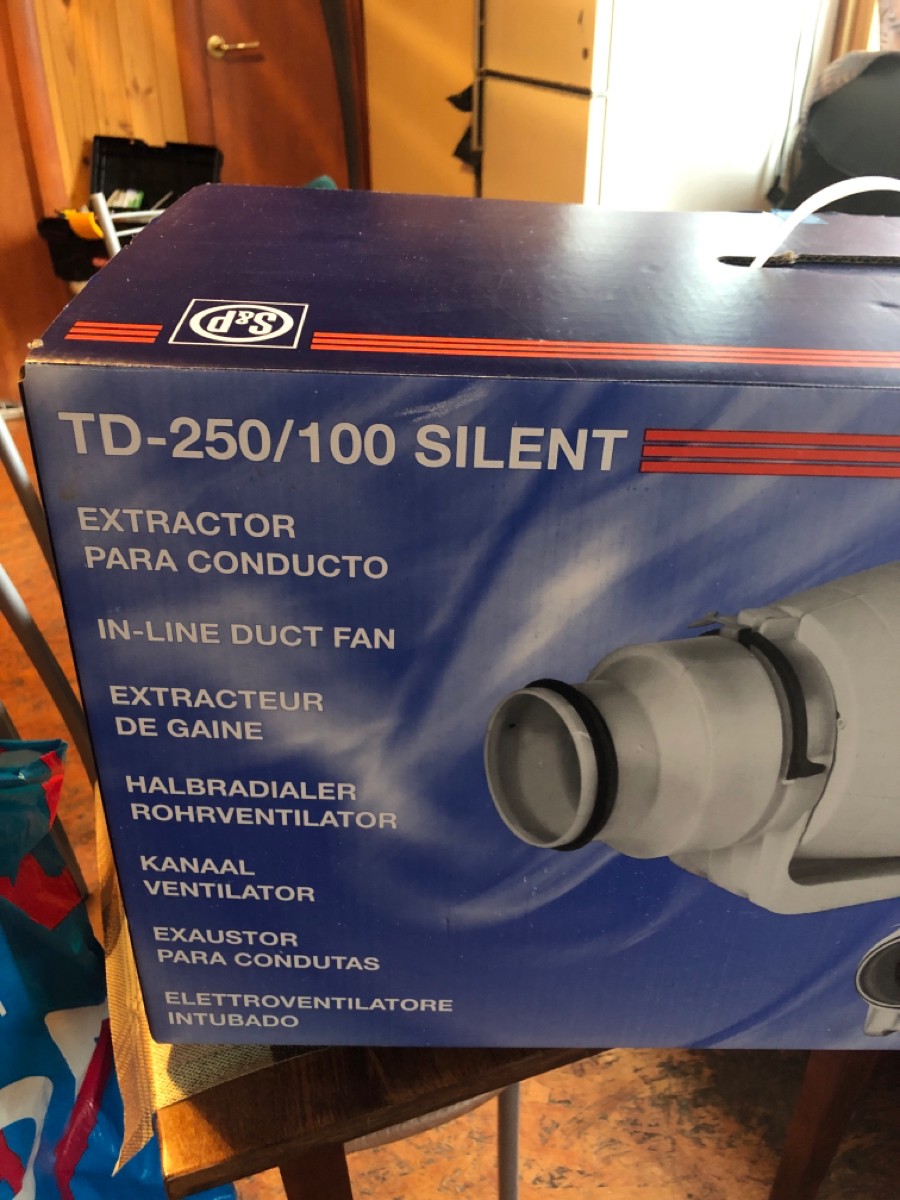 S&P
TD-250/100 SILENT
EXTRACTOR
PARA CONDUCTO
IN-LINE DUCT FAN
EXTRACTEUR
DE GAINE
HALBRADIALER
ROHRVENTILATOR
KANAAL
VENTILATOR
EXAUSTOR
PARA CONDUTAS
ELETTROVENTILATORE
INTUBADO